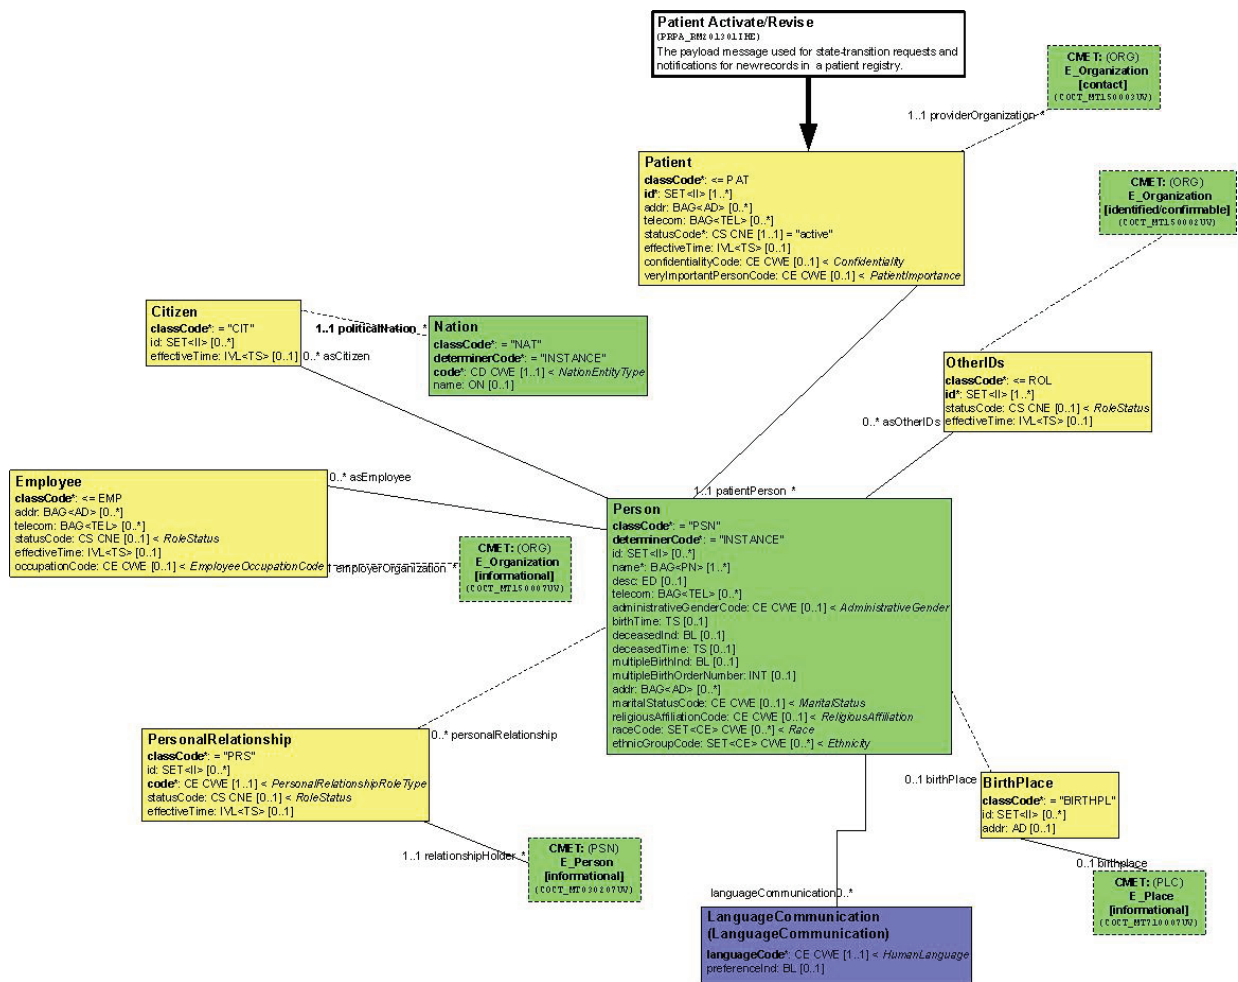 Patient Activate/Revise
(PRPA_RM201301IHE)
The payload message used for state-transition requests and
notifications for newrecords in a patient registry.
CMET: (ORG)
E_Organization
[contact]
(COCT_MT150003UV)
1..1 providerOrganization *
Patient
classCode*: <= PAT
id*: SET<II> [1..*]
addr: BAG<AD> [0..*]
telecom: BAG<TEL> [0..*]
statusCode*: CS CNE [1..1] = "active"
effectiveTime: IVL<TS> [0..1]
confidentialityCode: CE CWE [0..1] < Confidentiality
veryImportantPersonCode: CE CWE [0..1] < PatientImportance
CMET: (ORG)
E_Organization
[identified/confirmable]
(COCT_MT150002UV)
Citizen
classCode*: = "CIT"
id: SET<II> [0..*]
effectiveTime: IVL<TS> [0..1]
0..* asCitizen
1..1 politicalNation *
Nation
classCode*: = "NAT"
determinerCode*: = "INSTANCE"
code*: CD CWE [1..1] < NationEntityType
name: ON [0..1]
OtherIDs
classCode*: <= ROL
id*: SET<II> [1..*]
statusCode: CS CNE [0..1] < RoleStatus
effectiveTime: IVL<TS> [0..1]
0..* asOtherIDs
Employee
classCode*: <= EMP
addr: BAG<AD> [0..*]
telecom: BAG<TEL> [0..*]
statusCode: CS CNE [0..1] < RoleStatus
effectiveTime: IVL<TS> [0..1]
occupationCode: CE CWE [0..1] < EmployeeOccupationCode
0..* asEmployee
1 employerOrganization *
CMET: (ORG)
E_Organization
[informational]
(COCT_MT150007UV)
1..1 patientPerson *
Person
classCode*: = "PSN"
determinerCode*: = "INSTANCE"
id: SET<II> [0..*]
name*: BAG<PN> [1..*]
desc: ED [0..1]
telecom: BAG<TEL> [0..*]
administrativeGenderCode: CE CWE [0..1] < AdministrativeGender
birthTime: TS [0..1]
deceasedInd: BL [0..1]
deceasedTime: TS [0..1]
multipleBirthInd: BL [0..1]
multipleBirthOrderNumber: INT [0..1]
addr: BAG<AD> [0..*]
maritalStatusCode: CE CWE [0..1] < MaritalStatus
religiousAffiliationCode: CE CWE [0..1] < ReligiousAffiliation
raceCode: SET<CE> CWE [0..*] < Race
ethnicGroupCode: SET<CE> CWE [0..*] < Ethnicity
PersonalRelationship
classCode*: = "PRS"
id: SET<II> [0..*]
code*: CE CWE [1..1] < PersonalRelationshipRoleType
statusCode: CS CNE [0..1] < RoleStatus
effectiveTime: IVL<TS> [0..1]
0..* personalRelationship
1..1 relationshipHolder *
CMET: (PSN)
E_Person
[informational]
(COCT_MT030207UV)
0..1 birthPlace
BirthPlace
classCode*: = "BIRTHPL"
id: SET<II> [0..*]
addr: AD [0..1]
0..1 birthplace
CMET: (PLC)
E_Place
[informational]
(COCT_MT710007UV)
languageCommunication0..*
LanguageCommunication
(LanguageCommunication)
languageCode*: CE CWE [1..1] < HumanLanguage
preferenceInd: BL [0..1]